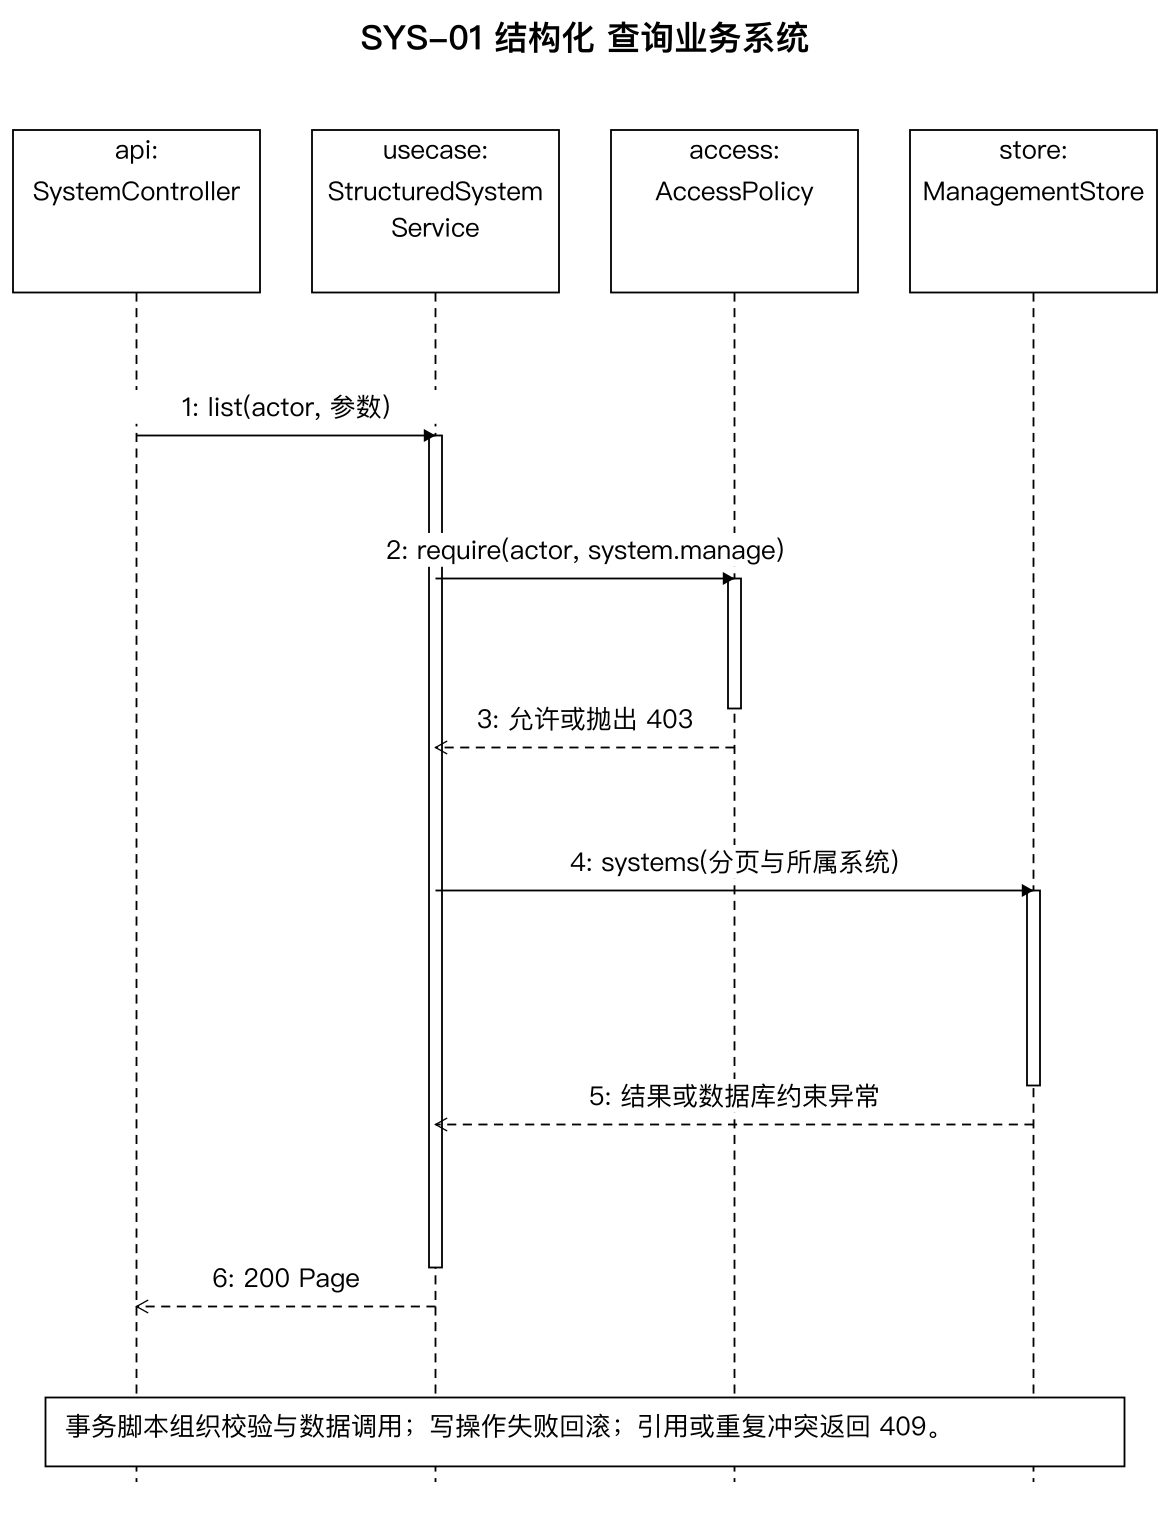 SYS-01 结构化 查询业务系统
api:
SystemController
usecase:
StructuredSystem
Service
access:
AccessPolicy
store:
ManagementStore
1: list(actor, 参数)
2: require(actor, system.manage)
3: 允许或抛出 403
4: systems(分页与所属系统)
5: 结果或数据库约束异常
6: 200 Page
事务脚本组织校验与数据调用；写操作失败回滚；引用或重复冲突返回 409。